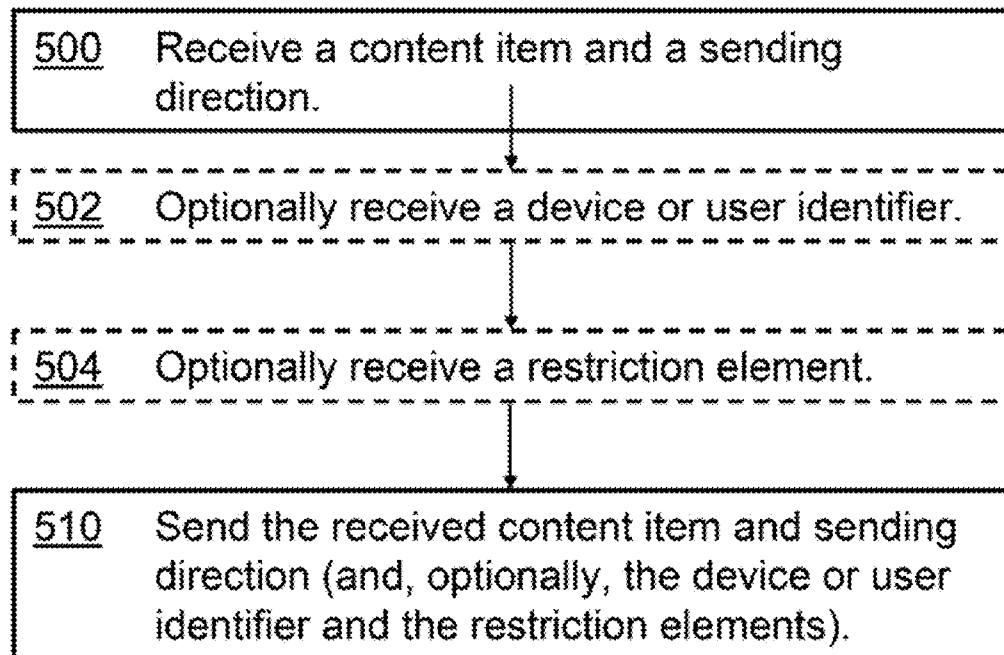 500 Receive a content item and a sending
direction.
502 Optionally receive a device or user identifier.
504 Optionally receive a restriction element.
510 Send the received content item and sending
direction (and, optionally, the device or user
identifier and the restriction elements).